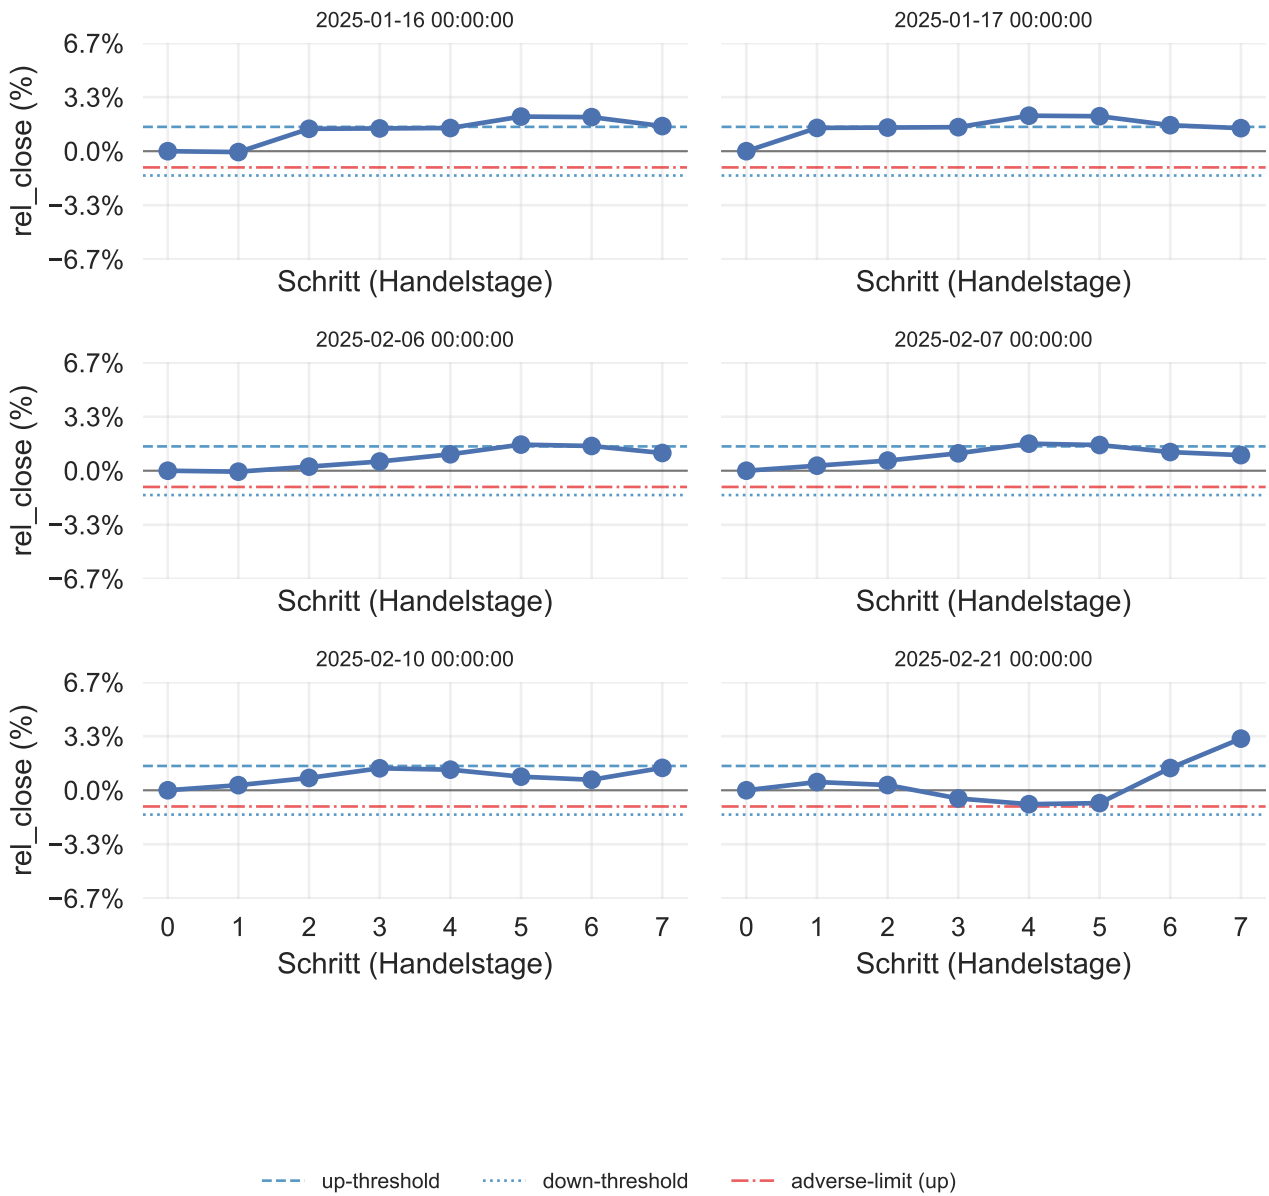 2025-01-16 00:00:00
2025-01-17 00:00:00
6.7%
3.3%
0.0%
−3.3%
−6.7%
rel_close (%)
Schritt (Handelstage)
Schritt (Handelstage)
2025-02-06 00:00:00
2025-02-07 00:00:00
6.7%
3.3%
0.0%
−3.3%
−6.7%
rel_close (%)
Schritt (Handelstage)
Schritt (Handelstage)
2025-02-10 00:00:00
2025-02-21 00:00:00
6.7%
3.3%
0.0%
−3.3%
−6.7%
rel_close (%)
0 1 2 3 4 5 6 7
0 1 2 3 4 5 6 7
Schritt (Handelstage)
Schritt (Handelstage)
up-threshold down-threshold adverse-limit (up)